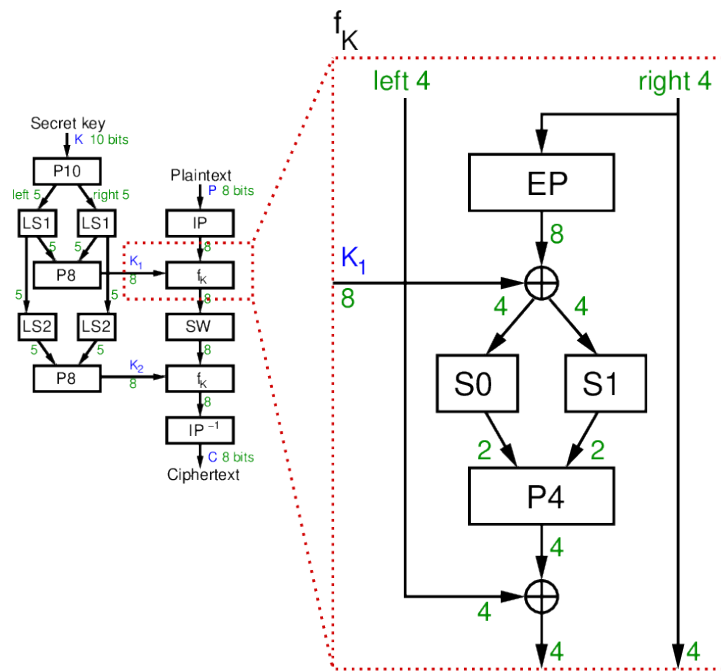 Secret key
K 10 bits
P10
left 5 right 5
LS1 LS1
5 5
P8
5 5
LS2 LS2
5 5
P8
K1
8
K2
8
Plaintext
P 8 bits
IP
8
fK
8
SW
8
fK
8
IP -1
C 8 bits
Ciphertext
fK
left 4 right 4
EP
8
K1
8
4 4
S0 S1
2 2
P4
4
4
4 4